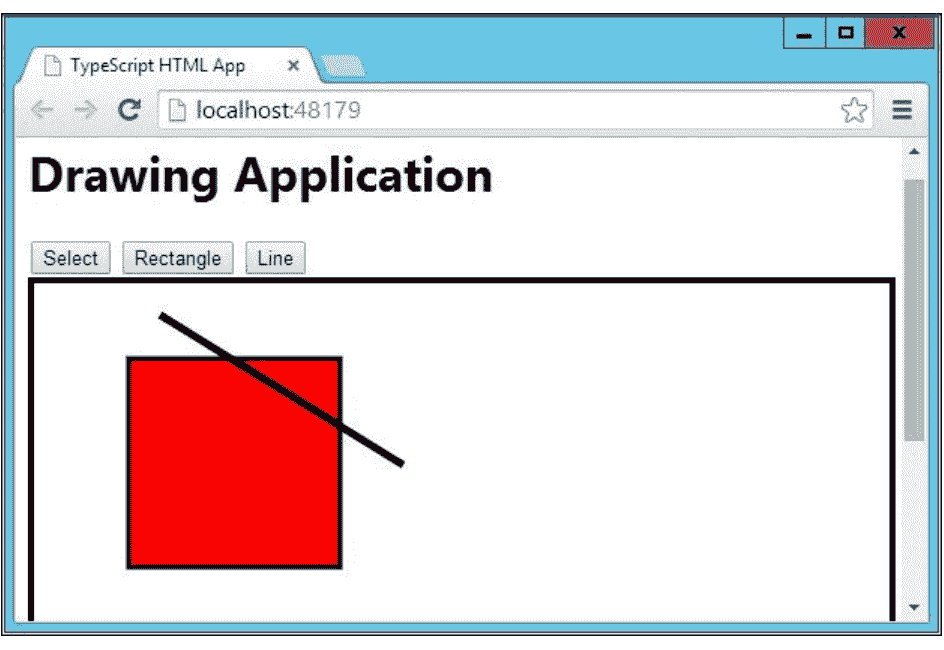 TypeScript HTML App
localhost:48179
Drawing Application
Select Rectangle Line